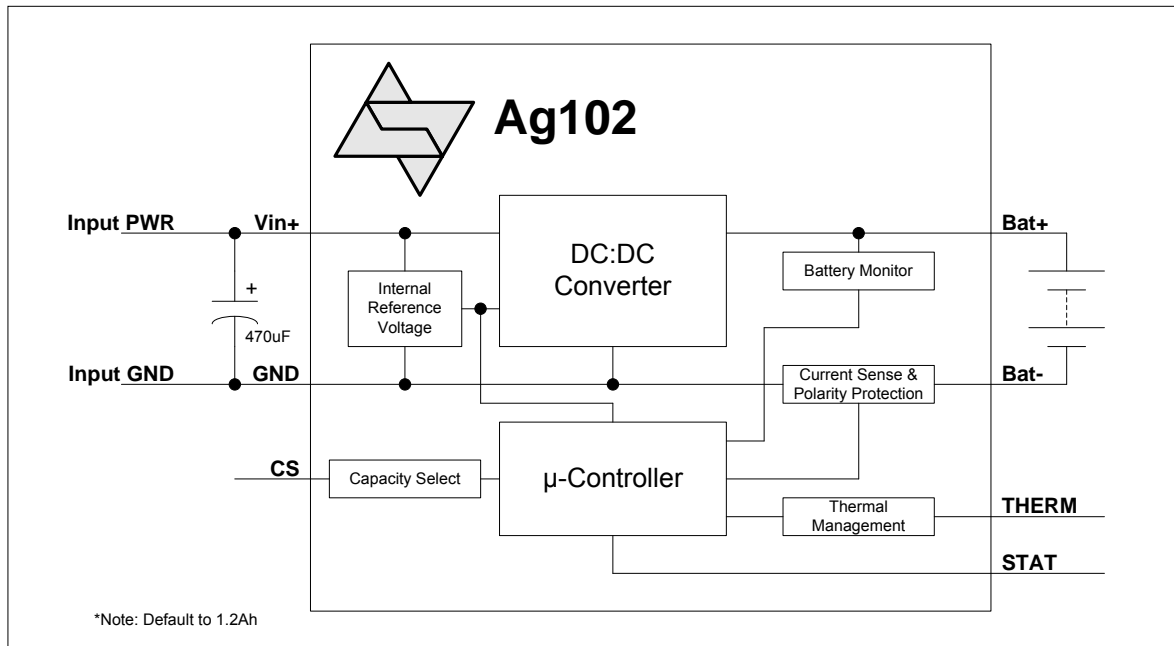 Ag102
Input PWR
Vin+
Bat+
DC:DC
Converter
Battery Monitor
Internal
Reference
Voltage
+
470uF
Input GND
GND
Current Sense &
Polarity Protection
Bat-
CS
Capacity Select
µ-Controller
Thermal
Management
THERM
STAT
*Note: Default to 1.2Ah